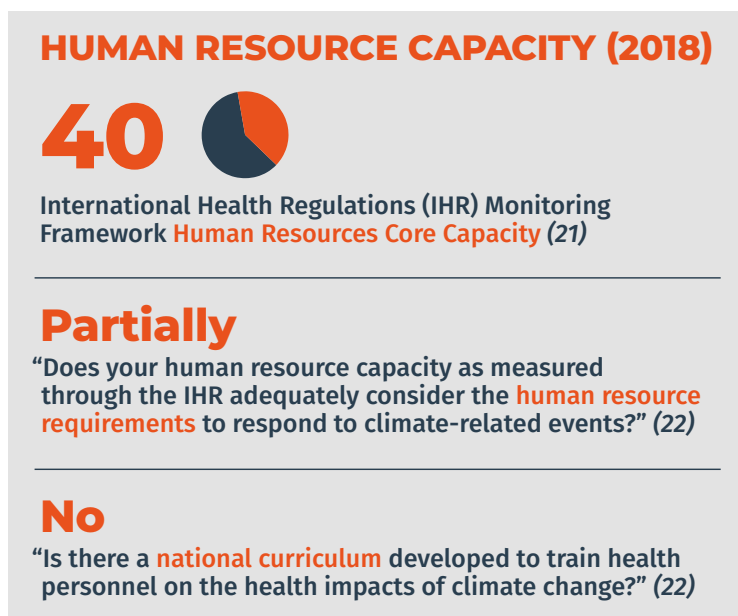 HUMAN RESOURCE CAPACITY (2018)
40
International Health Regulations (IHR) Monitoring
Framework Human Resources Core Capacity (21)
Partially
“Does your human resource capacity as measured
through the IHR adequately consider the human resource
requirements to respond to climate-related events?” (22)
No
“Is there a national curriculum developed to train health
personnel on the health impacts of climate change?” (22)